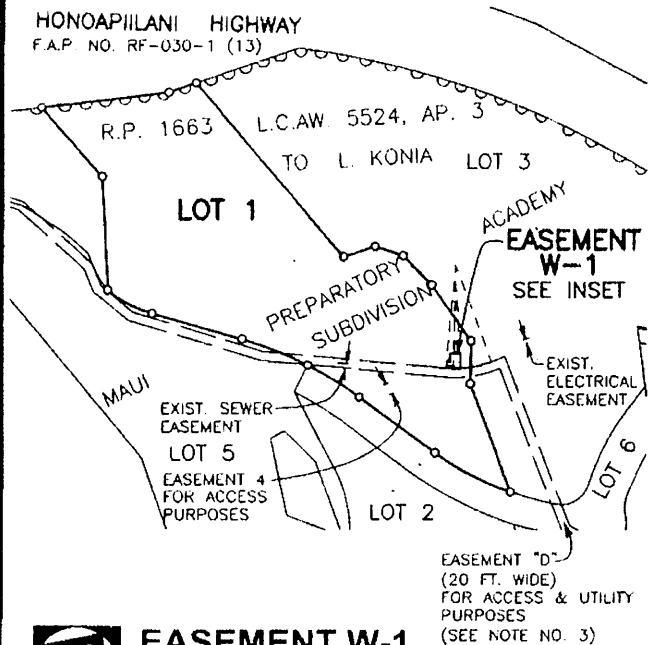 HONOAPIILANI HIGHWAY
F.A.P. NO. RF-030-1 (13)
R.P. 1663 L.C.AW. 5524, AP. 3
TO L. KONIA LOT 3
LOT 1
ACADEMY
EASEMENT
W-1
SEE INSET
PREPARATORY
SUBDIVISION
EXIST.
ELECTRICAL
EASEMENT
MAUI
EXIST. SEWER
EASEMENT
LOT 5
EASEMENT 4
FOR ACCESS
PURPOSES
LOT 2
LOT 6
EASEMENT "D"
(20 FT. WIDE)
FOR ACCESS & UTILITY
PURPOSES
(SEE NOTE NO. 3)
EASEMENT W-1